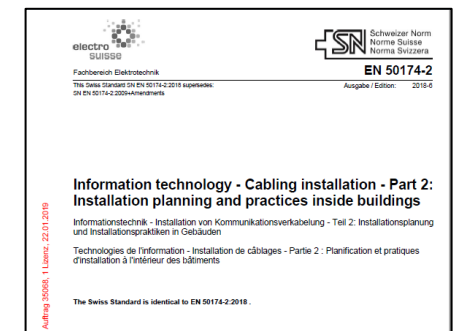 electro
suisse
SN
Schweizer Norm
Norme Suisse
Norma Svizzera
Fachbereich Elektrotechnik
EN 50174-2
This Swiss Standard SN EN 50174-2:2018 supersedes:
SN EN 50174-2:2009+Amendments
Ausgabe / Edition: 2018-6
Information technology - Cabling installation - Part 2:
Installation planning and practices inside buildings
Informationstechnik - Installation von Kommunikationsverkabelung - Teil 2: Installationsplanung
und Installationspraktiken in Gebäuden
Technologies de l'information - Installation de câblages - Partie 2 : Planification et pratiques
d'installation à l'intérieur des bâtiments
The Swiss Standard is identical to EN 50174-2:2018 .
Auftrag 35068, 1 Lizenz, 22.01.2019